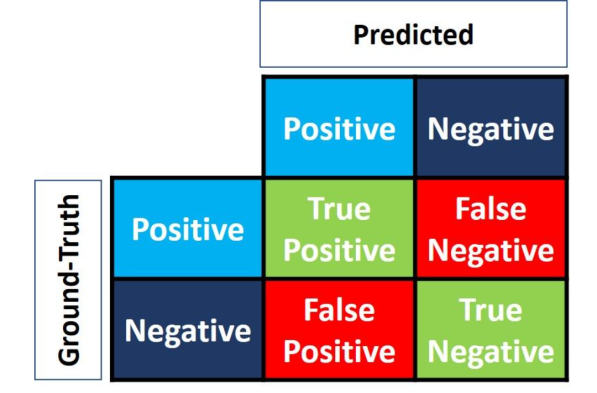 Predicted
Positive Negative
Ground-Truth
Positive
True
Positive
False
Negative
Negative
False
Positive
True
Negative